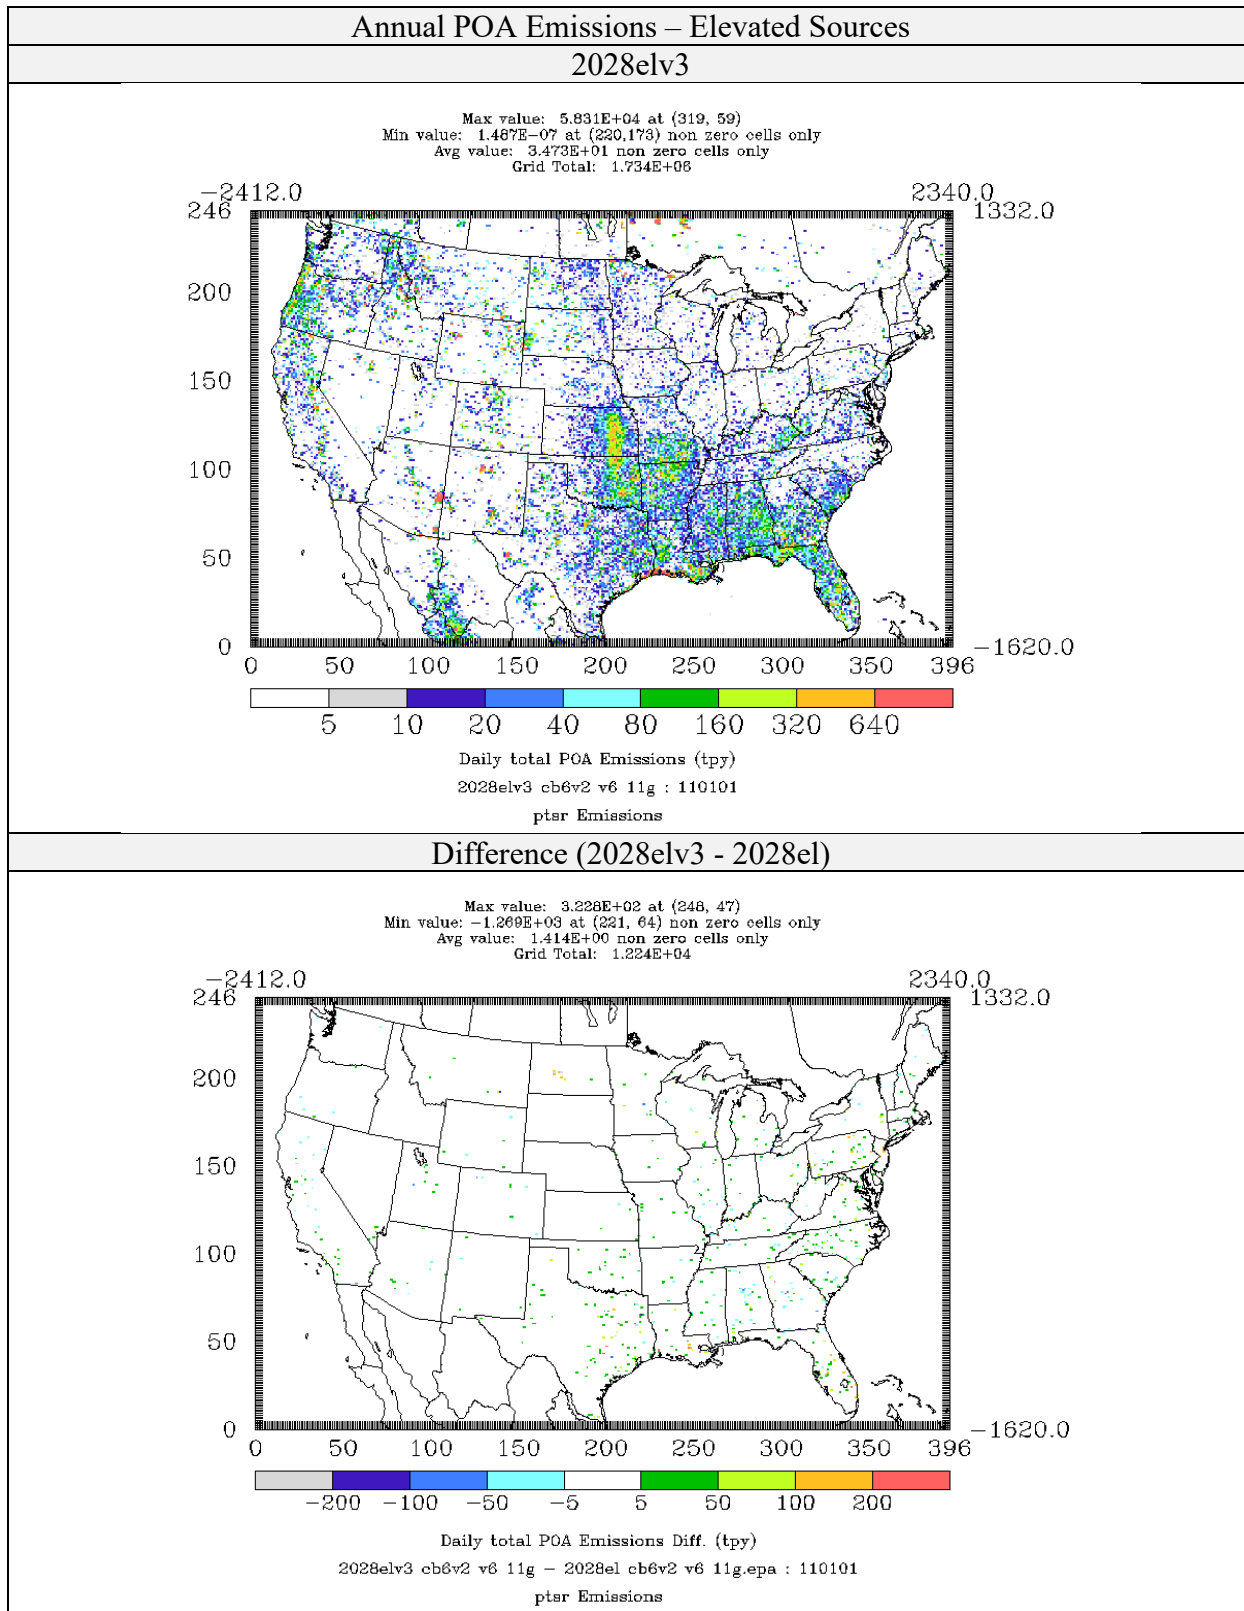 Annual POA Emissions – Elevated Sources
2028elv3
Max value: 5.831E+04 at (319, 59)
Min value: 1.487E-07 at (220,173) non zero cells only
Avg value: 3.473E+01 non zero cells only
Grid Total: 1.734E+06
-2412.0 2340.0
246 1332.0
200
150
100
50
0 -1620.0
0 50 100 150 200 250 300 350 396
5 10 20 40 80 160 320 640
Daily total POA Emissions (tpy)
2028elv3 cb6v2 v6 11g : 110101
ptsr Emissions
Difference (2028elv3 - 2028el)
Max value: 3.228E+02 at (248, 47)
Min value: -1.269E+03 at (221, 64) non zero cells only
Avg value: 1.414E+00 non zero cells only
Grid Total: 1.224E+04
-2412.0 2340.0
246 1332.0
200
150
100
50
0 -1620.0
0 50 100 150 200 250 300 350 396
-200 -100 -50 -5 5 50 100 200
Daily total POA Emissions Diff. (tpy)
2028elv3 cb6v2 v6 11g - 2028el cb6v2 v6 11g.epa : 110101
ptsr Emissions